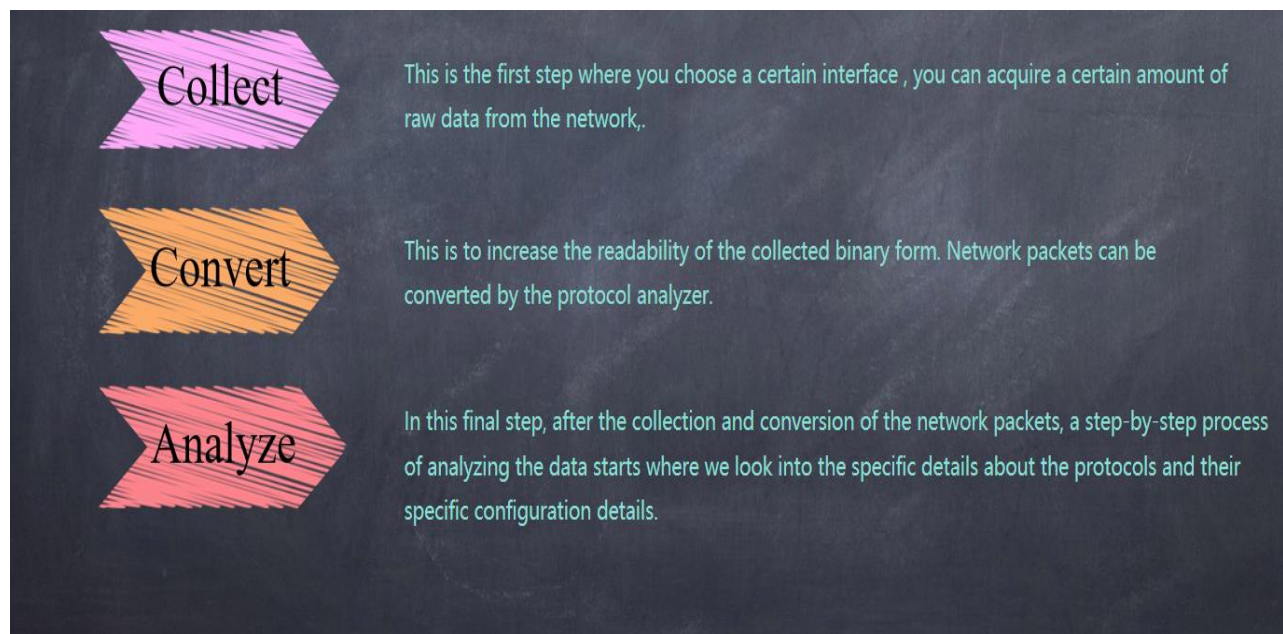 Collect
This is the first step where you choose a certain interface , you can acquire a certain amount of
raw data from the network,.
Convert
This is to increase the readability of the collected binary form. Network packets can be
converted by the protocol analyzer.
Analyze
In this final step, after the collection and conversion of the network packets, a step-by-step process
of analyzing the data starts where we look into the specific details about the protocols and their
specific configuration details.